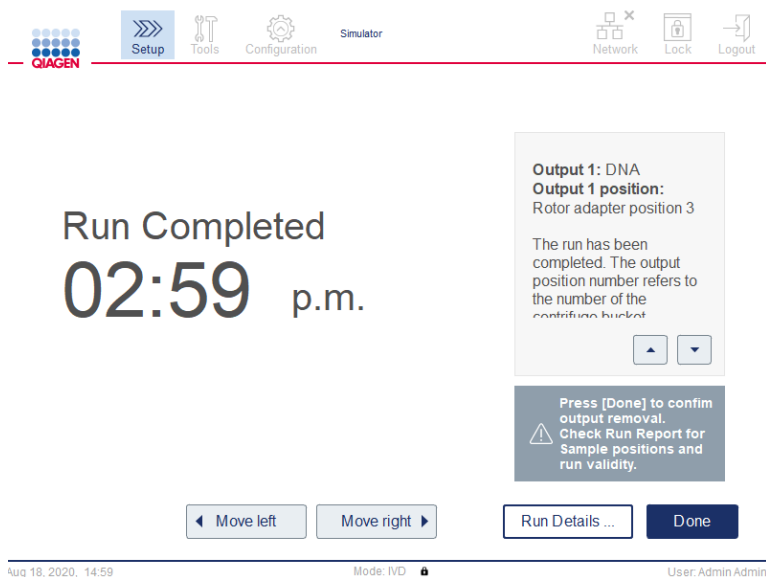 QIAGEN
Setup
Tools
Configuration
Simulator
Network
Lock
Logout
Run Completed
02:59 p.m.
Output 1: DNA
Output 1 position:
Rotor adapter position 3
The run has been
completed. The output
position number refers to
the number of the
centrifuge bucket
Press [Done] to confim
output removal.
Check Run Report for
Sample positions and
run validity.
Move left
Move right
Run Details ...
Done
Aug 18, 2020, 14:59
Mode: IVD
User: Admin Admin